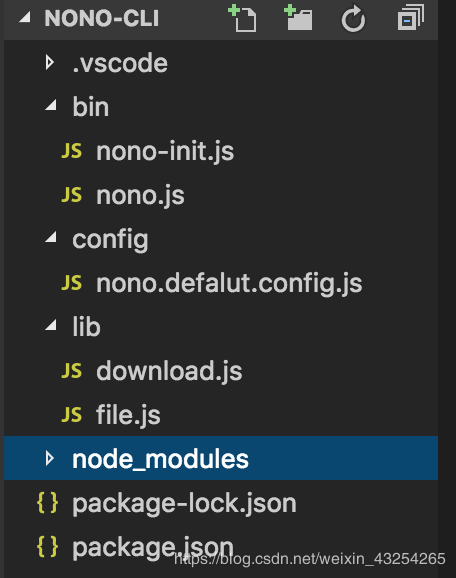 NONO-CLI
.vscode
bin
JS nono-init.js
JS nono.js
config
JS nono.defalut.config.js
lib
JS download.js
JS file.js
node_modules
{} package-lock.json
{} package.json
https://blog.csdn.net/weixin_43254265